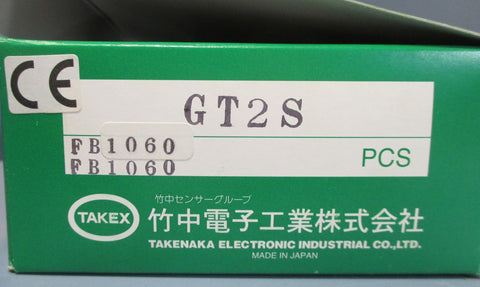 CE
GT2S
FB1060
FB1060
PCS
竹中センサーグループ
TAKEX
竹中電子工業株式会社
TAKENAKA ELECTRONIC INDUSTRIAL CO.,LTD.
MADE IN JAPAN